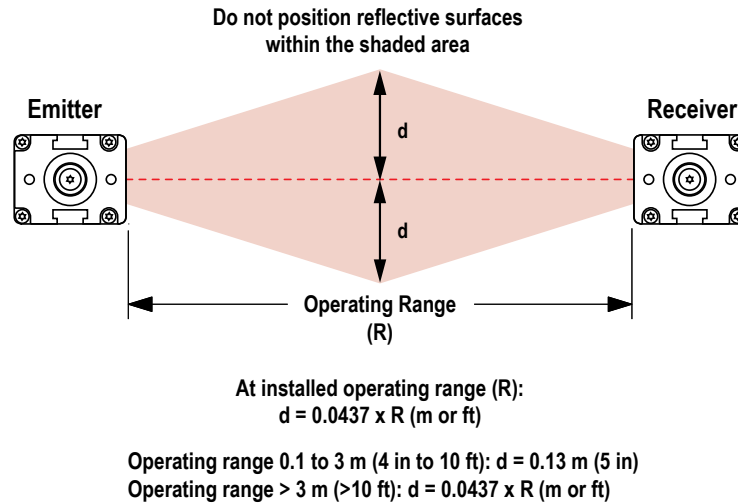 Do not position reflective surfaces
within the shaded area
Emitter
Receiver
d
d
Operating Range
(R)
At installed operating range (R):
d = 0.0437 x R (m or ft)
Operating range 0.1 to 3 m (4 in to 10 ft): d = 0.13 m (5 in)
Operating range > 3 m (>10 ft): d = 0.0437 x R (m or ft)